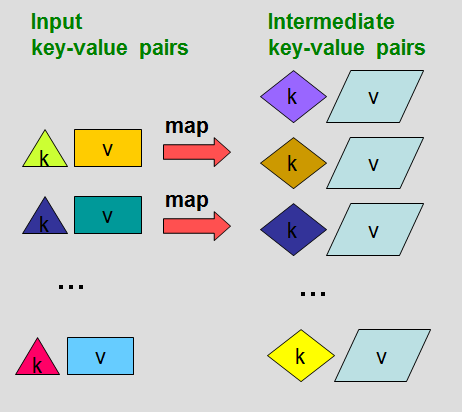 Input
key-value pairs
Intermediate
key-value pairs
k v
k v
map
k v
k v
map
k v
... 
...
k v
k v